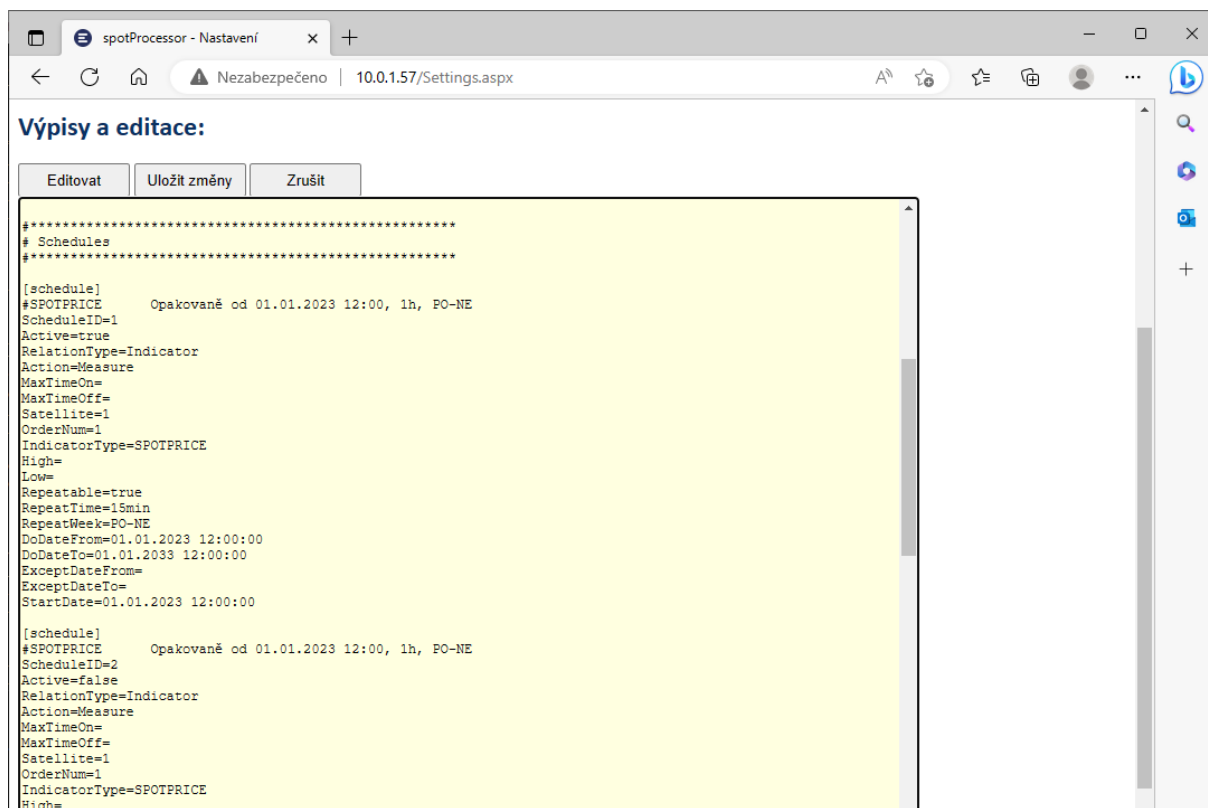 spotProcessor - Nastavení
Nezabezpečeno | 10.0.1.57/Settings.aspx
Výpisy a editace:
Editovat Uložit změny Zrušit
#******************************************************
# Schedules
#******************************************************
[schedule]
#SPOTPRICE Opakovaně od 01.01.2023 12:00, 1h, PO-NE
ScheduleID=1
Active=true
RelationType=Indicator
Action=Measure
MaxTimeOn=
MaxTimeOff=
Satellite=1
OrderNum=1
IndicatorType=SPOTPRICE
High=
Low=
Repeatable=true
RepeatTime=15min
RepeatWeek=PO-NE
DoDateFrom=01.01.2023 12:00:00
DoDateTo=01.01.2033 12:00:00
ExceptDateFrom=
ExceptDateTo=
StartDate=01.01.2023 12:00:00
[schedule]
#SPOTPRICE Opakovaně od 01.01.2023 12:00, 1h, PO-NE
ScheduleID=2
Active=false
RelationType=Indicator
Action=Measure
MaxTimeOn=
MaxTimeOff=
Satellite=1
OrderNum=1
IndicatorType=SPOTPRICE
High=